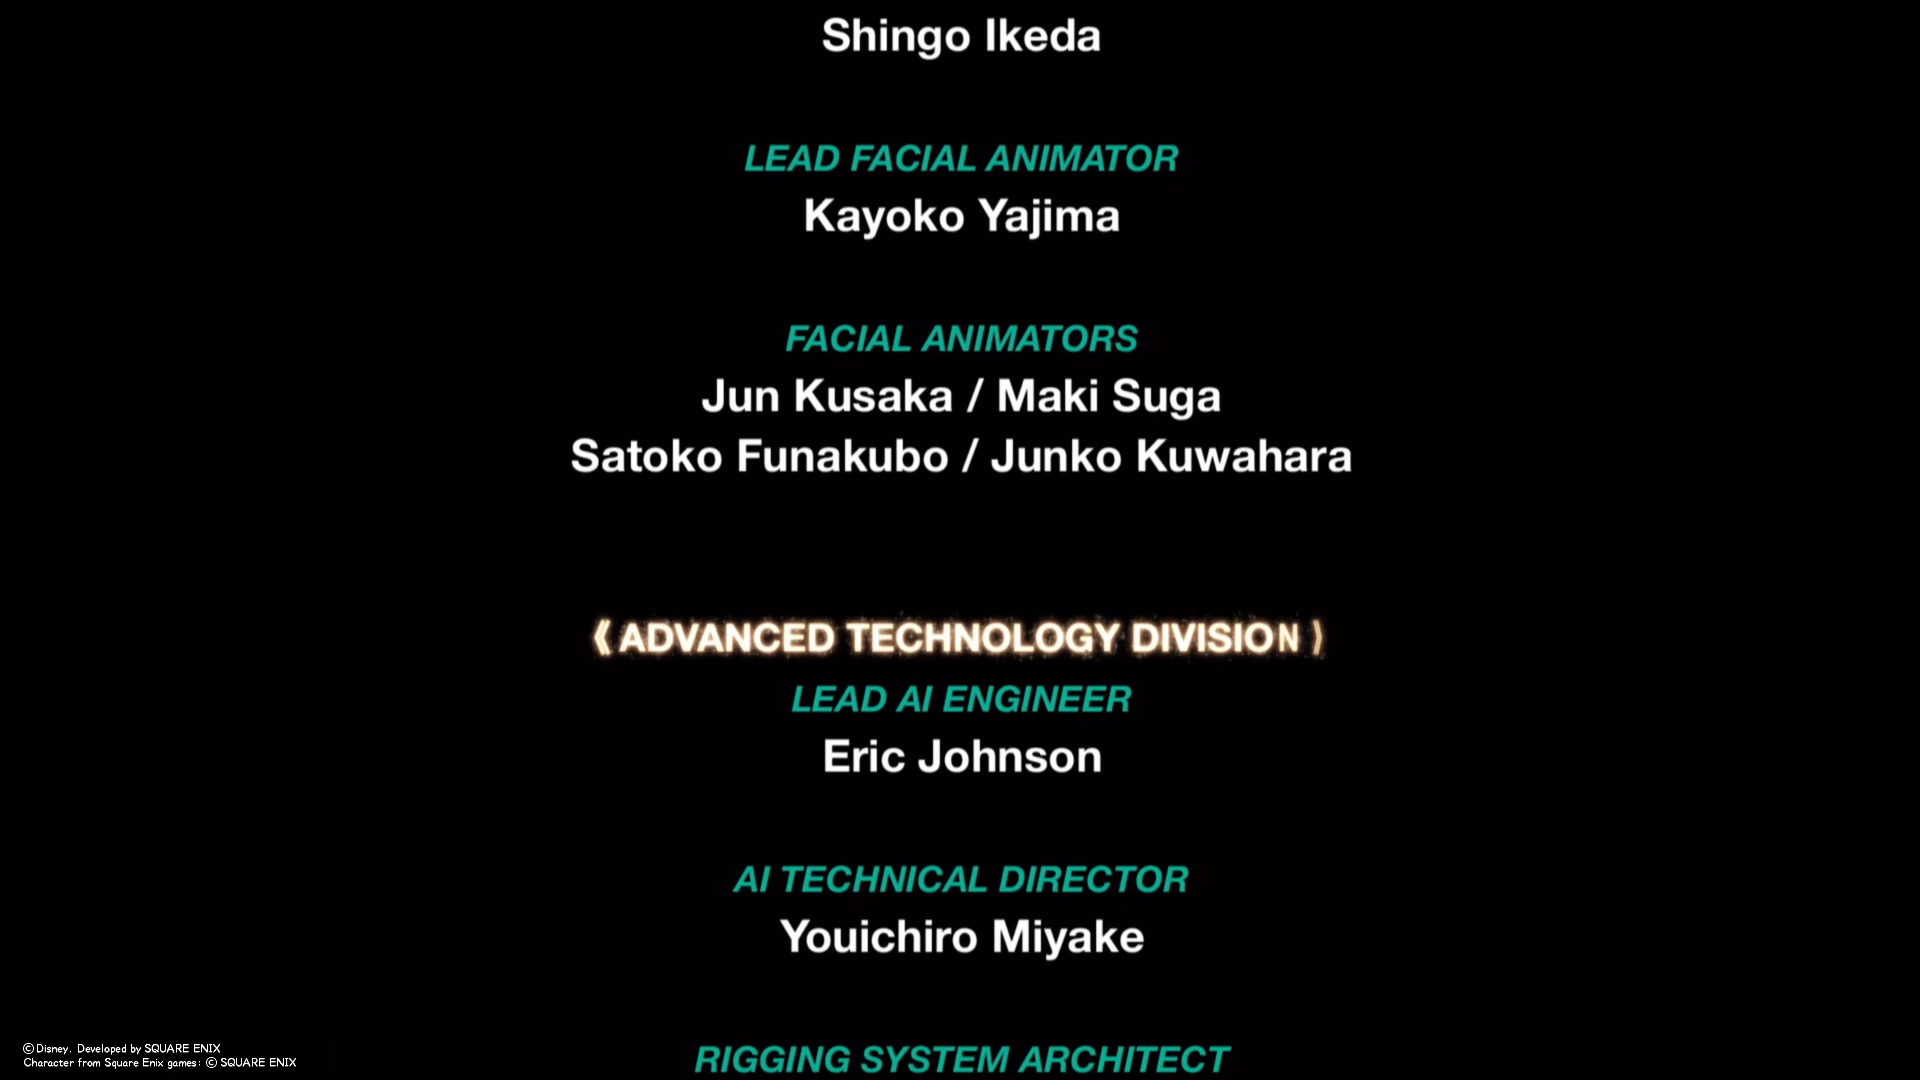 Shingo Ikeda
LEAD FACIAL ANIMATOR
Kayoko Yajima
FACIAL ANIMATORS
Jun Kusaka / Maki Suga
Satoko Funakubo / Junko Kuwahara
《ADVANCED TECHNOLOGY DIVISION》
LEAD AI ENGINEER
Eric Johnson
AI TECHNICAL DIRECTOR
Youichiro Miyake
RIGGING SYSTEM ARCHITECT
©Disney. Developed by SQUARE ENIX
Character from Square Enix games: © SQUARE ENIX